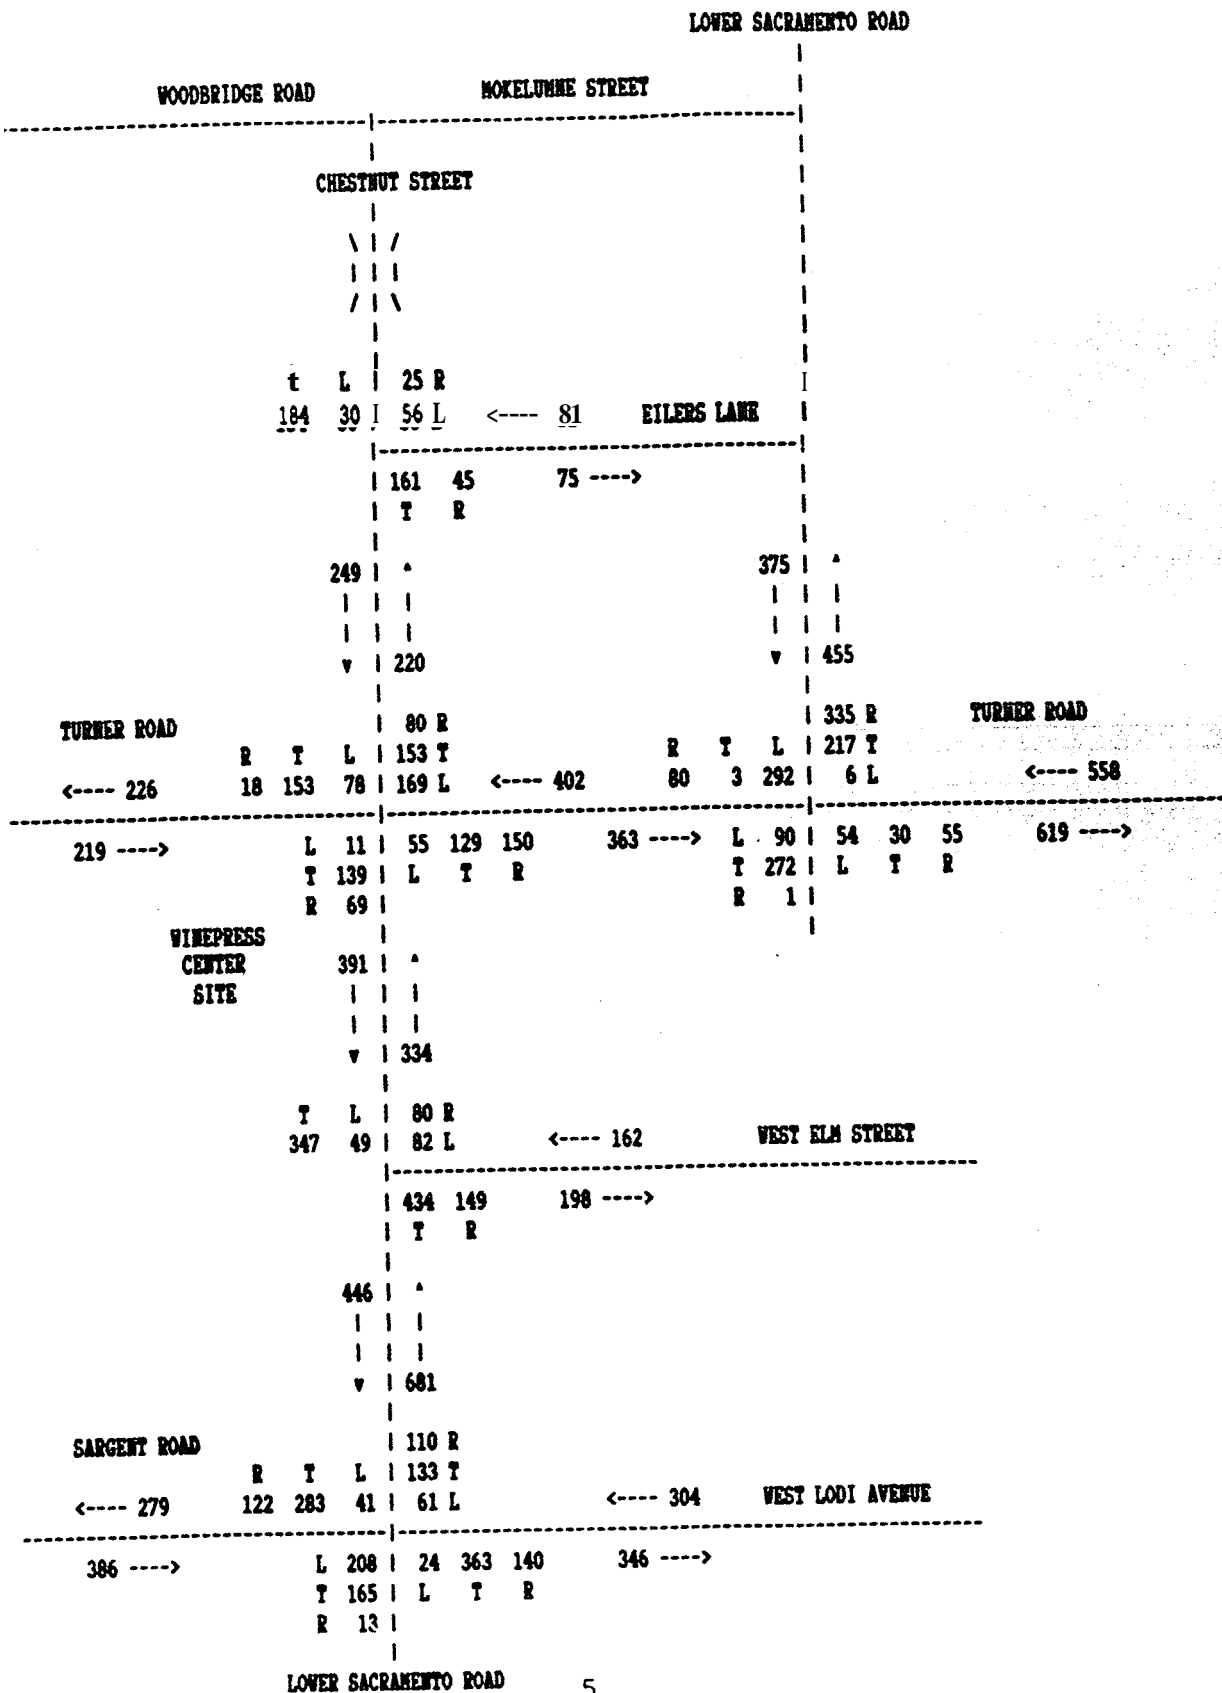 LOWER SACRAMENTO ROAD
WOODBRIDGE ROAD MOKELUMNE STREET
CHESTNUT STREET
t L 25 R
184 30 I 56 L <---- 81 EILERS LANE
161 45 75 ---->
T R
249 375
220 455
80 R 335 R
TURNER ROAD TURNER ROAD
R T L 153 T R T L 217 T
<---- 226 18 153 78 169 L <---- 402 80 3 292 6 L <---- 558
219 ----> L 11 55 129 150 363 ----> L 90 54 30 55 619 ---->
T 139 L T R T 272 L T R
R 69 R 1
WINEPRESS
CENTER 391
SITE
334
T L 80 R
347 49 82 L <---- 162 WEST ELM STREET
434 149 198 ---->
T R
446
681
SARGENT ROAD 110 R
R T L 133 T
<---- 279 122 283 41 61 L <---- 304 WEST LODI AVENUE
386 ----> L 208 24 363 140 346 ---->
T 165 L T R
R 13
LOWER SACRAMENTO ROAD 5